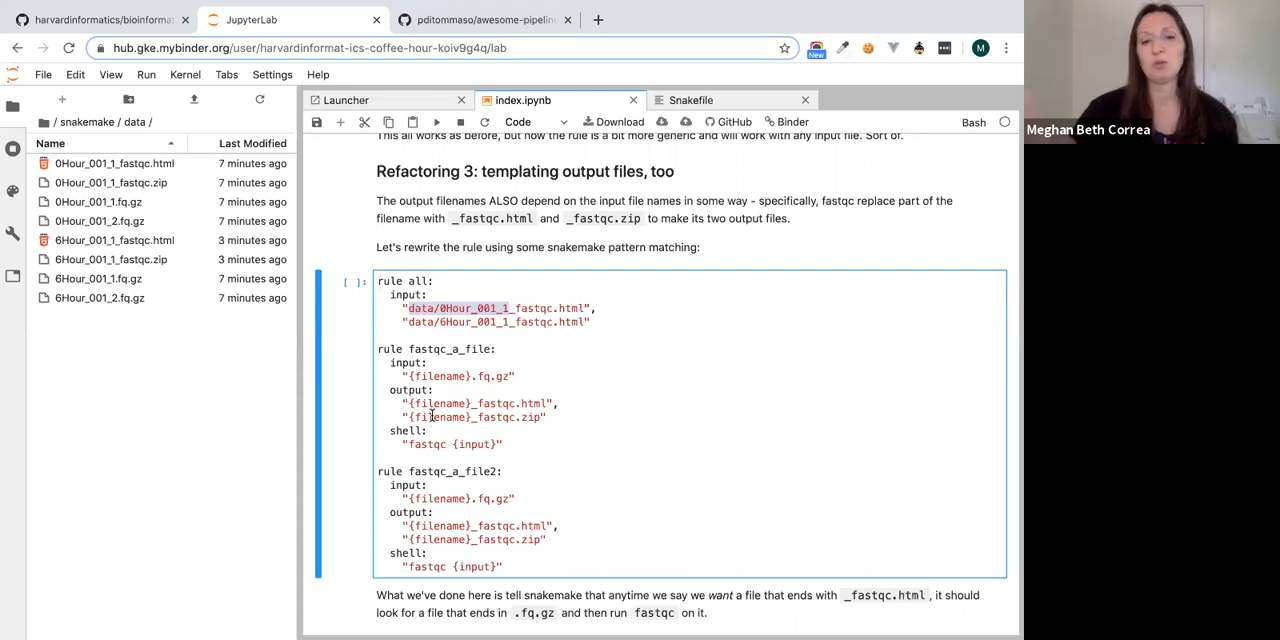 harvardinformatics/bioinformat
JupyterLab
pditommaso/awesome-pipeline
hub.gke.mybinder.org/user/harvardinformat-ics-coffee-hour-koiv9g4q/lab
New
M
File Edit View Run Kernel Tabs Settings Help
Launcher
index.ipynb
Snakefile
/ snakemake / data /
Code
Download
GitHub
Binder
Bash
Name
Last Modified
0Hour_001_1_fastqc.html 7 minutes ago
0Hour_001_1_fastqc.zip 7 minutes ago
0Hour_001_1.fq.gz 7 minutes ago
0Hour_001_2.fq.gz 7 minutes ago
6Hour_001_1_fastqc.html 3 minutes ago
6Hour_001_1_fastqc.zip 3 minutes ago
6Hour_001_1.fq.gz 7 minutes ago
6Hour_001_2.fq.gz 7 minutes ago
This all works as before, but now the rule is a bit more generic and will work with any input file. Sort of.
Refactoring 3: templating output files, too
The output filenames ALSO depend on the input file names in some way - specifically, fastqc replace part of the
filename with _fastqc.html and _fastqc.zip to make its two output files.
Let's rewrite the rule using some snakemake pattern matching:
[ ]:
rule all:
input:
"data/0Hour_001_1_fastqc.html",
"data/6Hour_001_1_fastqc.html"
rule fastqc_a_file:
input:
"{filename}.fq.gz"
output:
"{filename}_fastqc.html",
"{filename}_fastqc.zip"
shell:
"fastqc {input}"
rule fastqc_a_file2:
input:
"{filename}.fq.gz"
output:
"{filename}_fastqc.html",
"{filename}_fastqc.zip"
shell:
"fastqc {input}"
What we've done here is tell snakemake that anytime we say we want a file that ends with _fastqc.html , it should
look for a file that ends in .fq.gz and then run fastqc on it.
Meghan Beth Correa